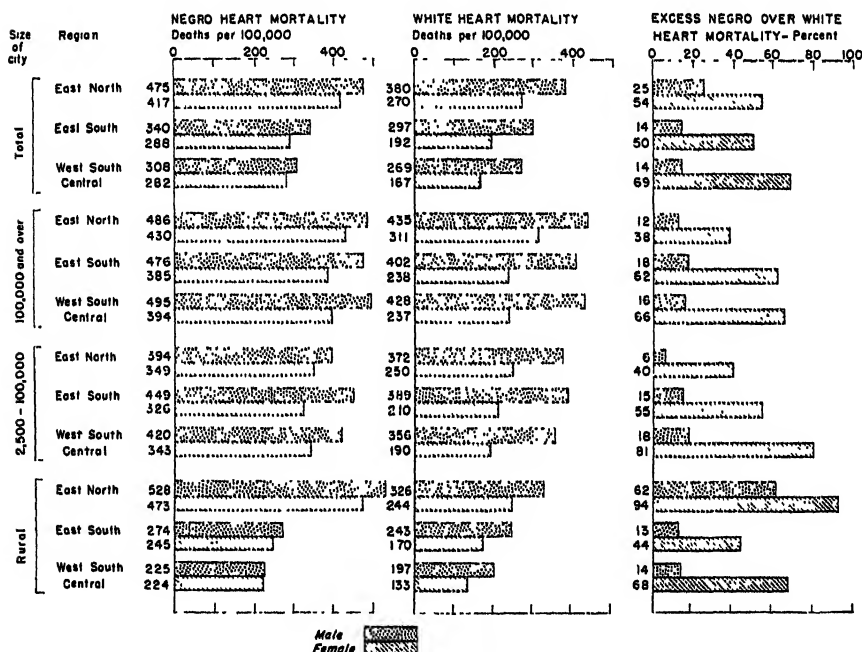 NEGRO HEART MORTALITY WHITE HEART MORTALITY EXCESS NEGRO OVER WHITE
Size of city Region Deaths per 100,000 Deaths per 100,000 HEART MORTALITY-Percent
0 200 400 0 200 400 0 20 40 60 80 100
Total
East North 475 380 25
417 270 54
East South 340 297 14
288 192 50
West South 308 269 14
Central 282 167 69
100,000 and over
East North 486 435 12
430 311 38
East South 476 402 18
385 238 62
West South 495 428 16
Central 394 237 66
2,500-100,000
East North 394 372 6
349 250 40
East South 449 389 15
326 210 55
West South 420 356 18
Central 343 190 81
Rural
East North 528 326 62
473 244 94
East South 274 243 13
245 170 44
West South 225 197 14
Central 224 133 68
Male
Female